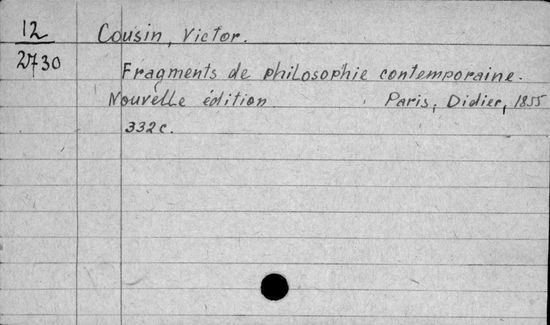 12
2730
Cousin, Victor.
Fragments de philosophie contemporaine.
Nouvelle édition. Paris, Didier, 1855
332 c.